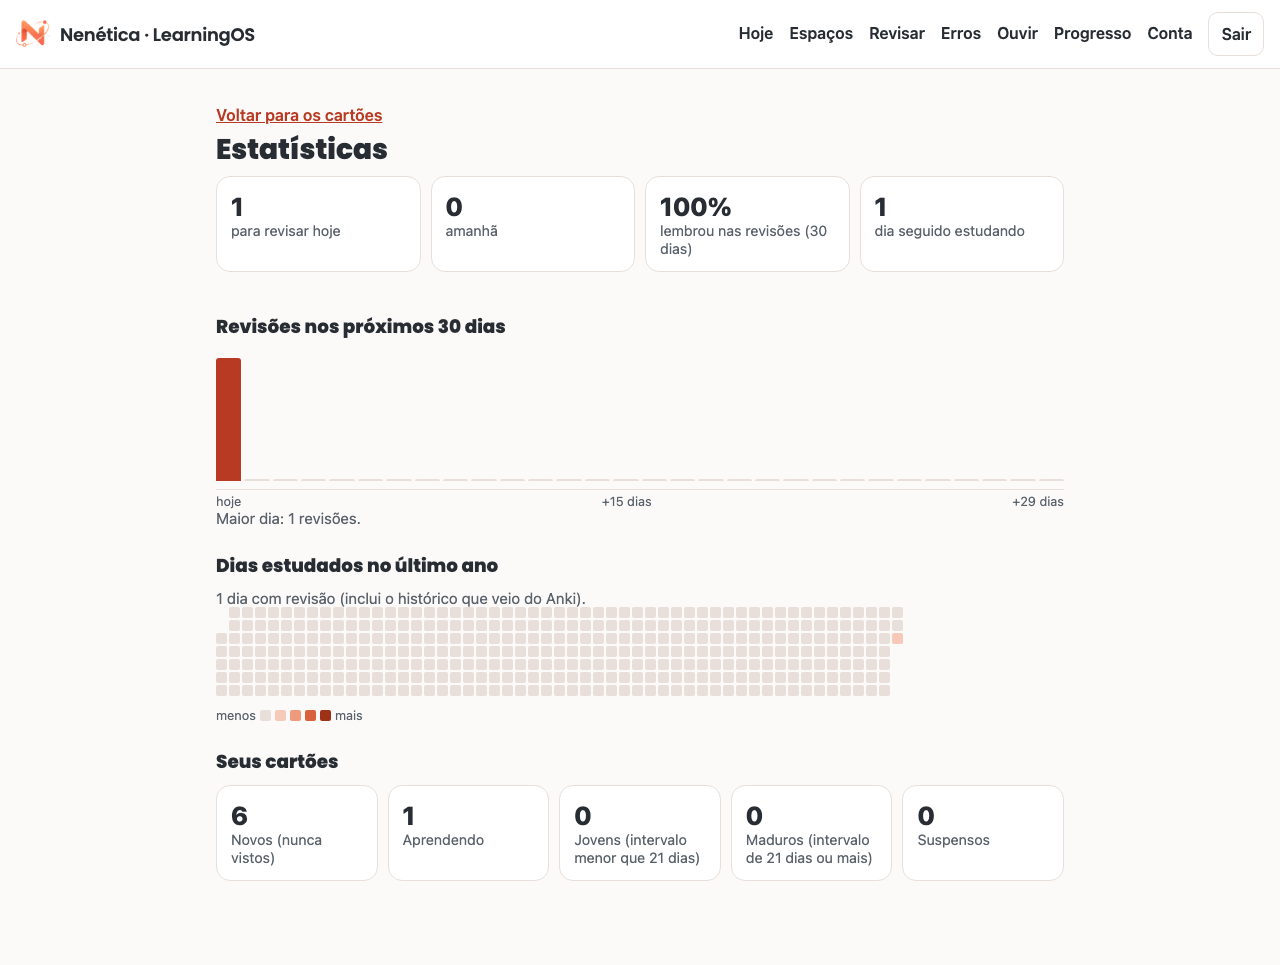 Nenética · LearningOS
Hoje Espaços Revisar Erros Ouvir Progresso Conta Sair
Voltar para os cartões
Estatísticas
1
para revisar hoje
0
amanhã
100%
lembrou nas revisões (30
dias)
1
dia seguido estudando
Revisões nos próximos 30 dias
hoje +15 dias +29 dias
Maior dia: 1 revisões.
Dias estudados no último ano
1 dia com revisão (inclui o histórico que veio do Anki).
menos mais
Seus cartões
6
Novos (nunca
vistos)
1
Aprendendo
0
Jovens (intervalo
menor que 21 dias)
0
Maduros (intervalo
de 21 dias ou mais)
0
Suspensos